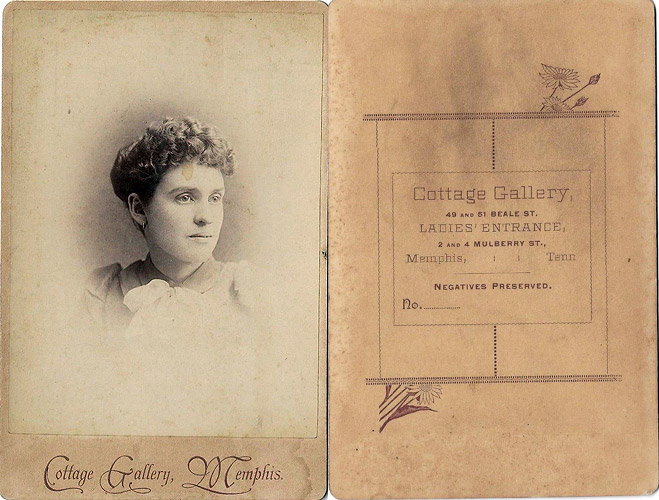 Cottage Gallery, Memphis.
Cottage Gallery,
49 AND 51 BEALE ST.
LADIES' ENTRANCE,
2 AND 4 MULBERRY ST.,
Memphis, Tenn
NEGATIVES PRESERVED.
No.